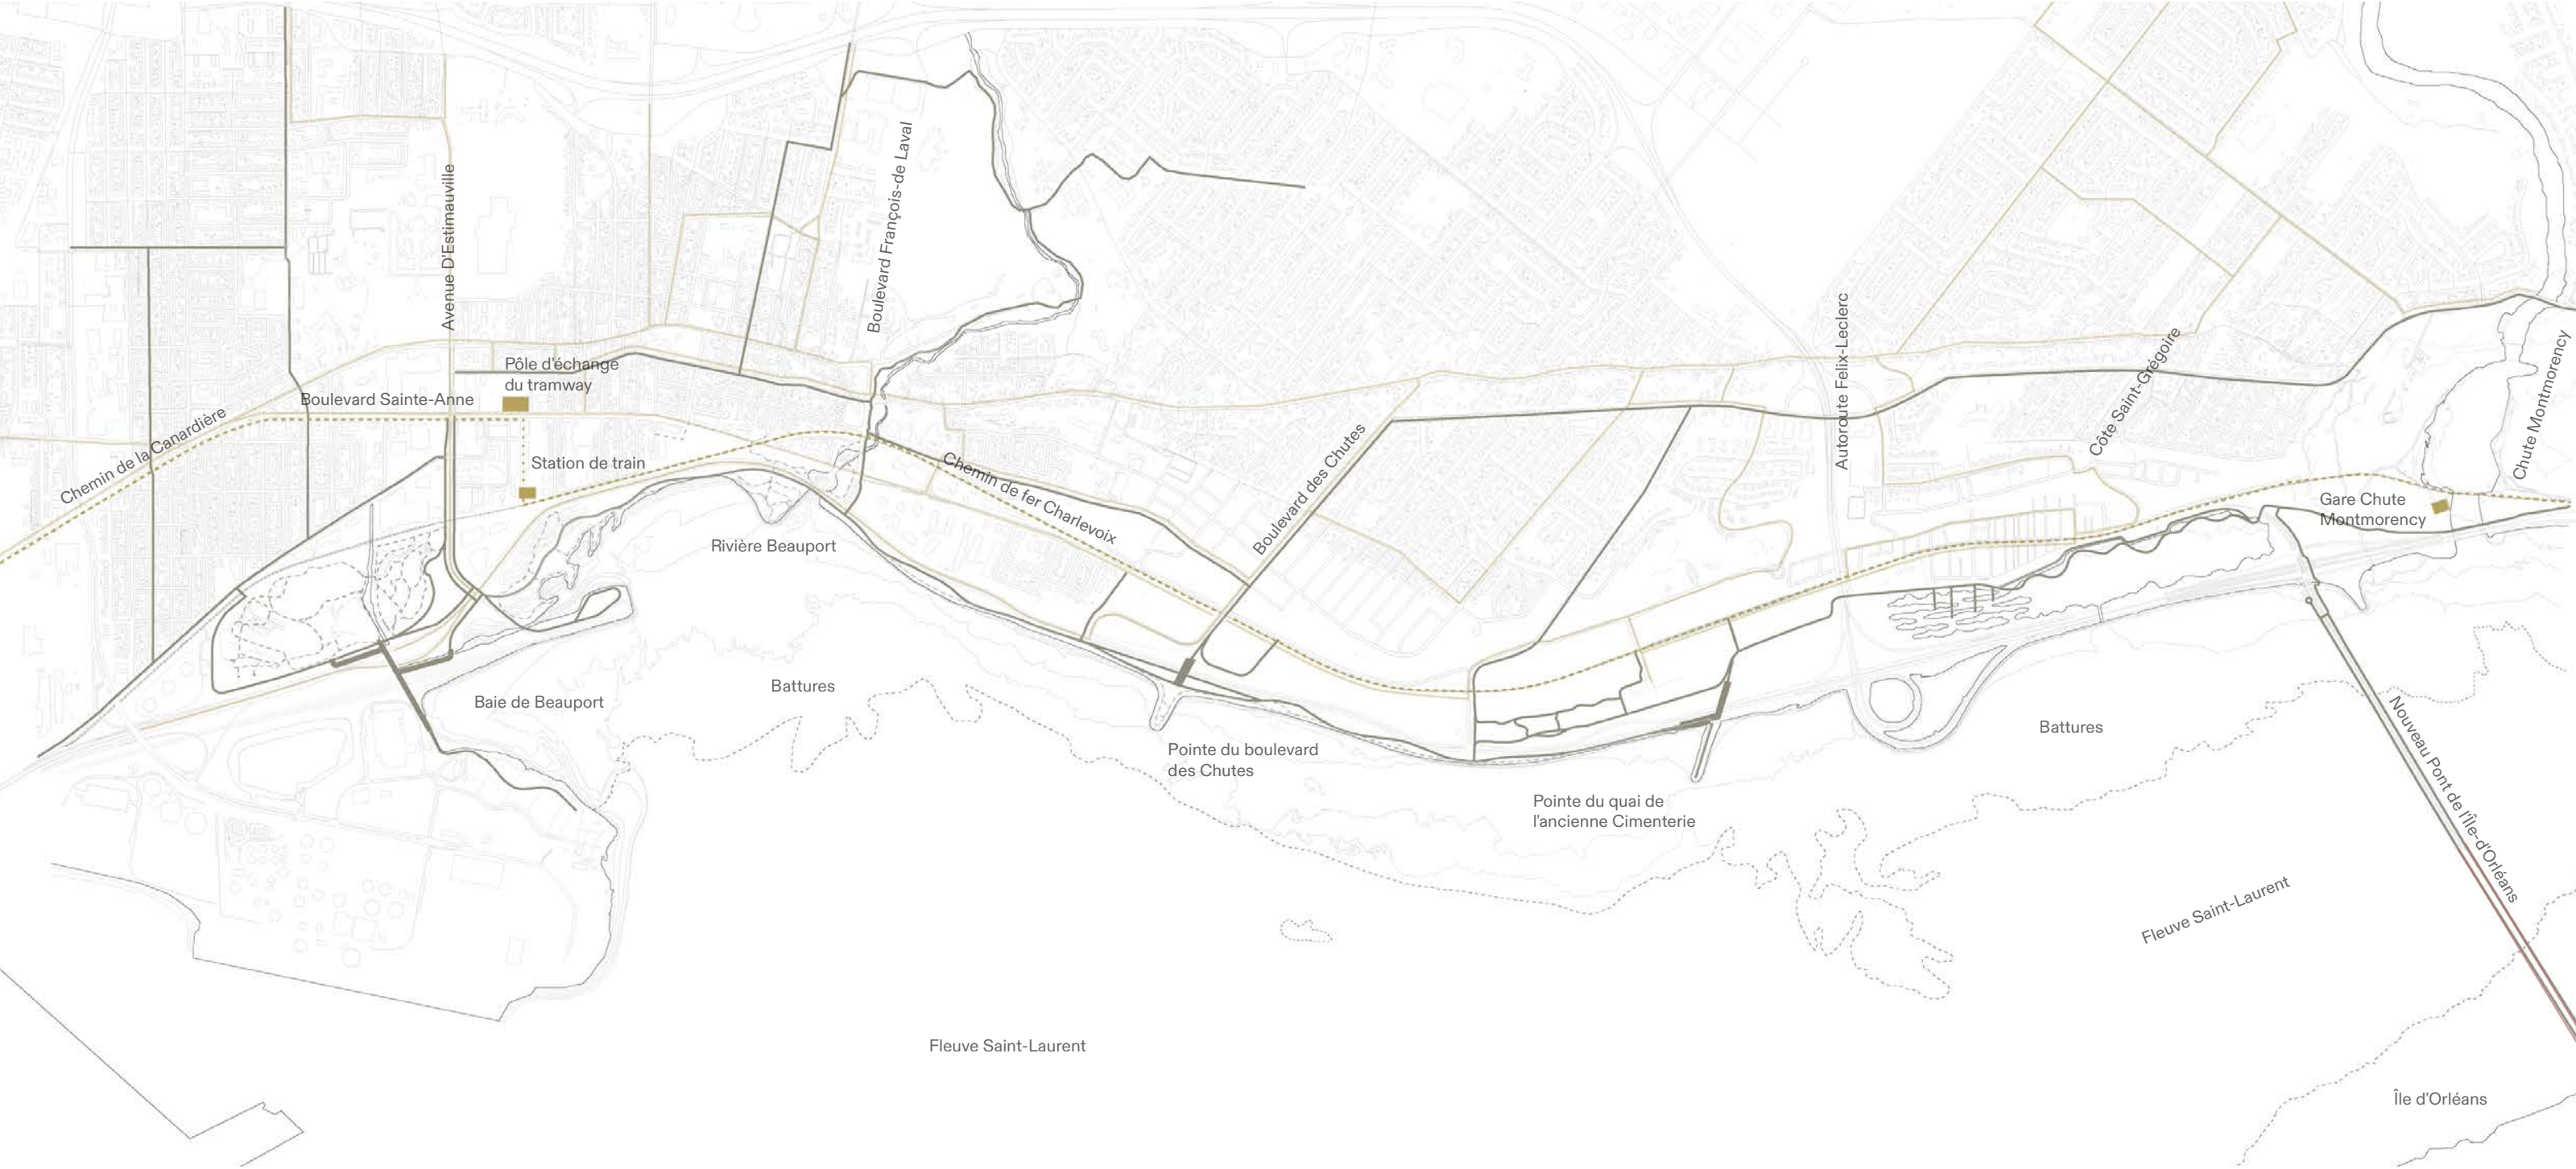 Avenue D'Estimauville
Boulevard François-de Laval
Pôle d'échange
du tramway
Boulevard Sainte-Anne
Chemin de la Canardière
Station de train
Chemin de fer Charlevoix
Boulevard des Chutes
Autoroute Felix-Leclerc
Côte Saint-Grégoire
Chute Montmorency
Gare Chute
Montmorency
Rivière Beauport
Baie de Beauport
Battures
Pointe du boulevard
des Chutes
Pointe du quai de
l'ancienne Cimenterie
Battures
Nouveau Pont de l'Île-d'Orléans
Fleuve Saint-Laurent
Fleuve Saint-Laurent
Île d'Orléans